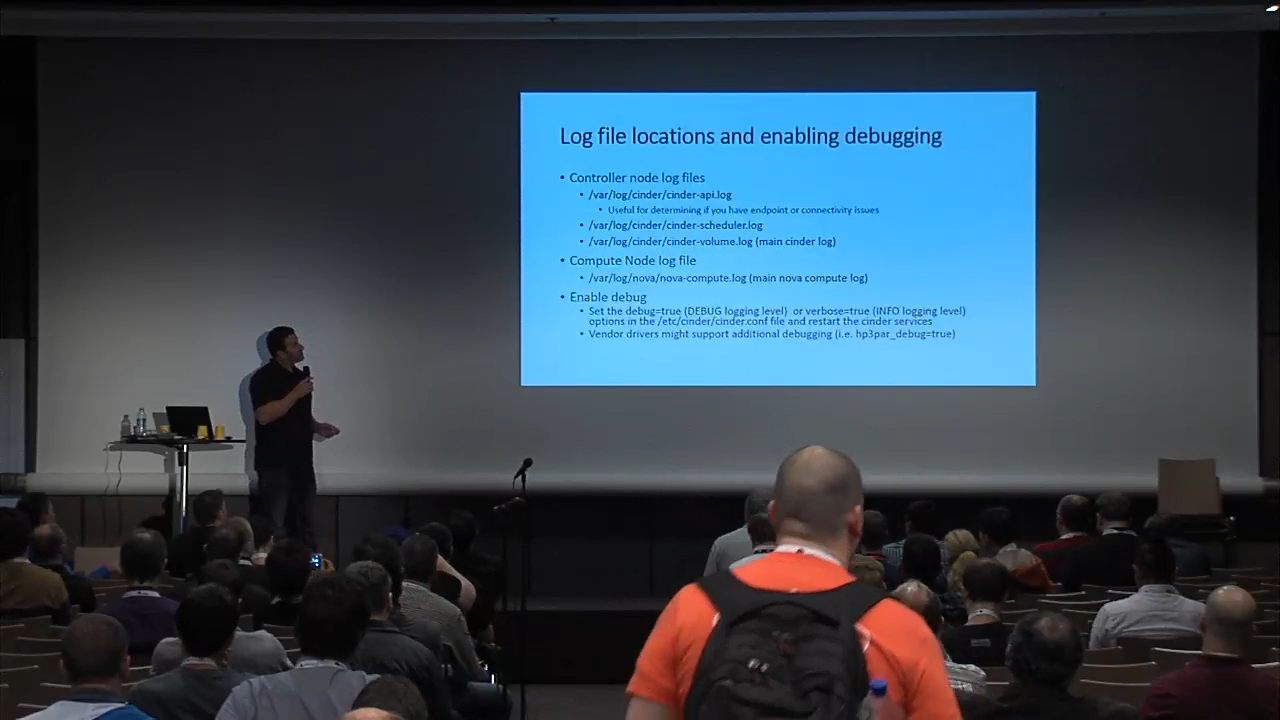 Log file locations and enabling debugging
• Controller node log files
• /var/log/cinder/cinder-api.log
• Useful for determining if you have endpoint or connectivity issues
• /var/log/cinder/cinder-scheduler.log
• /var/log/cinder/cinder-volume.log (main cinder log)
• Compute Node log file
• /var/log/nova/nova-compute.log (main nova compute log)
• Enable debug
• Set the debug=true (DEBUG logging level)  or verbose=true (INFO logging level)
options in the /etc/cinder/cinder.conf file and restart the cinder services
• Vendor drivers might support additional debugging (i.e. hp3par_debug=true)